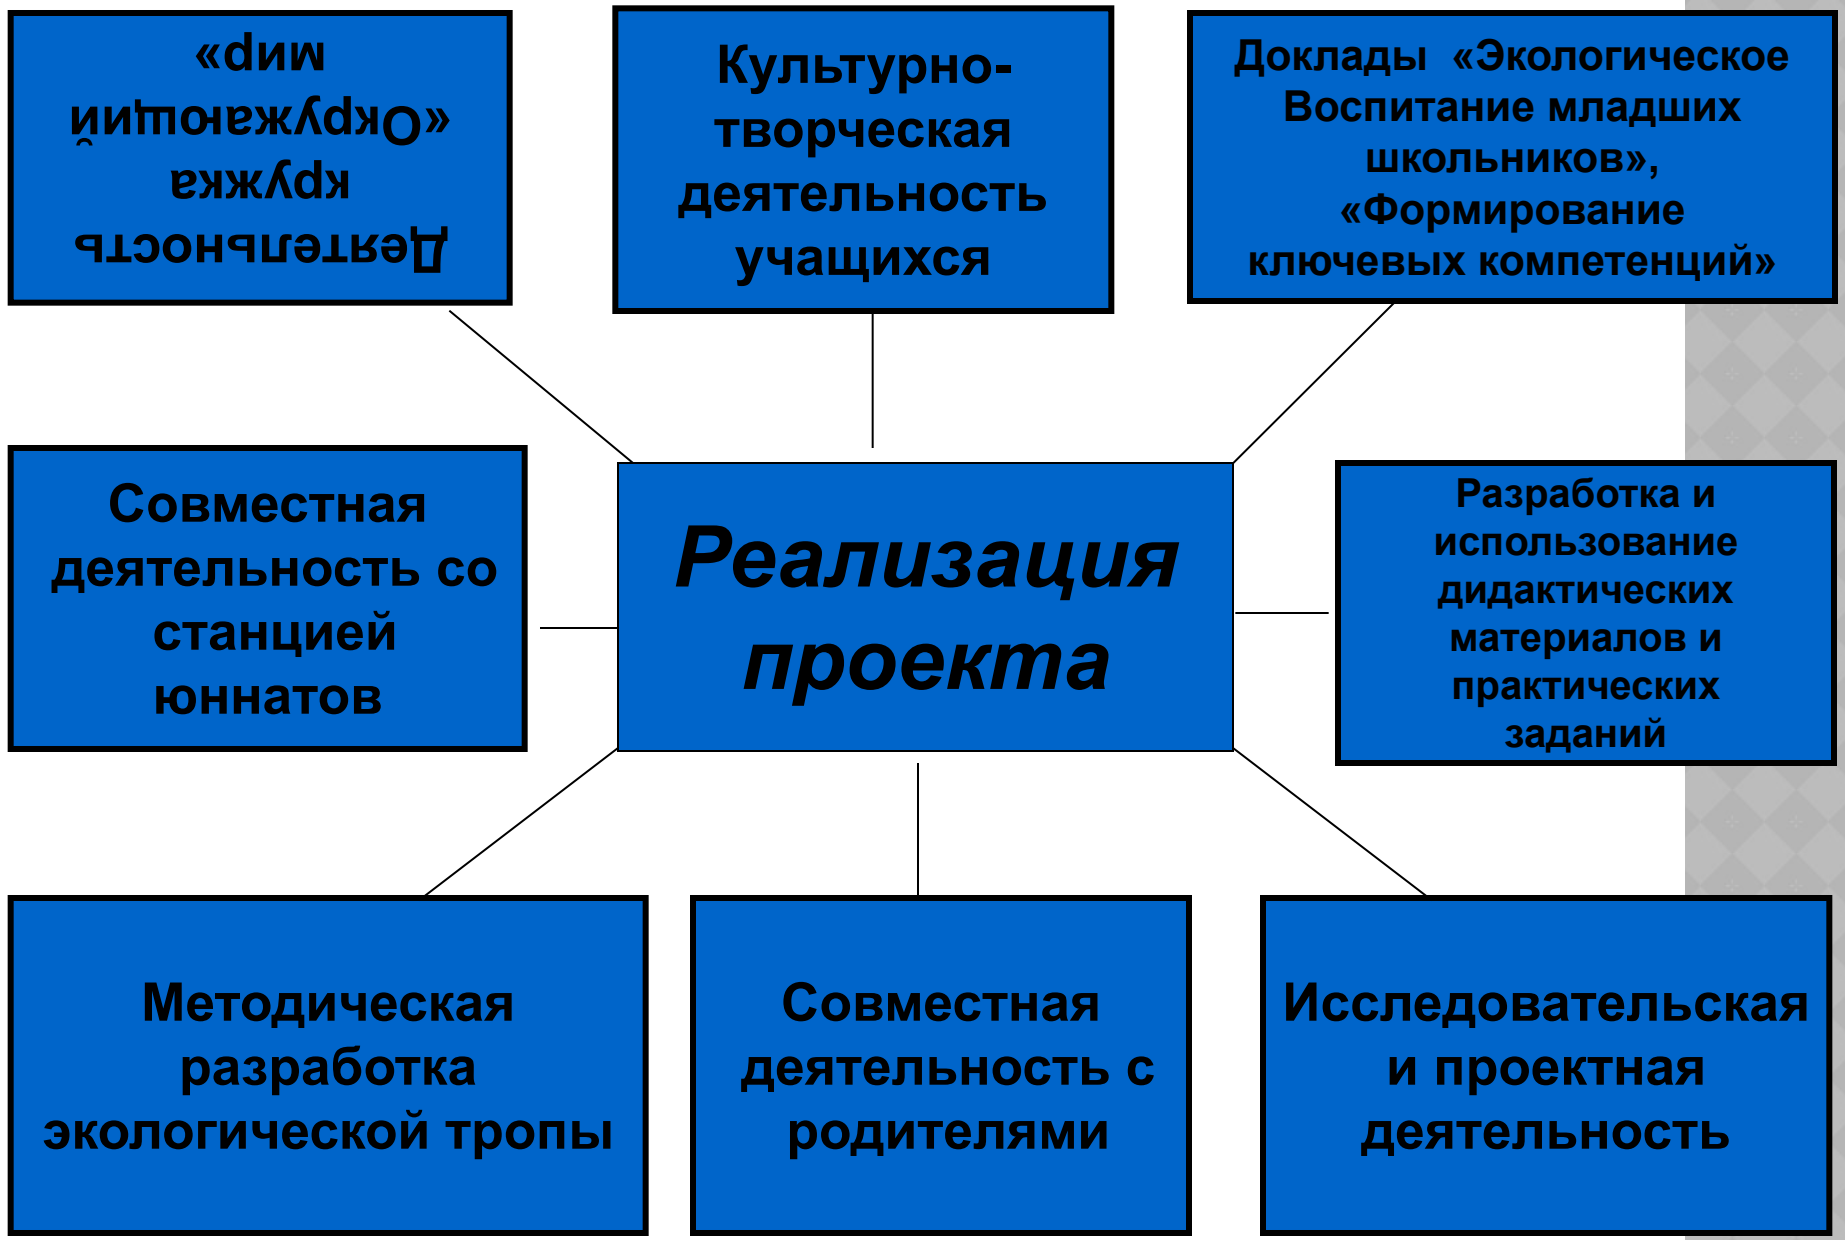 Деятельность
кружка
«Окружающий
мир»
Культурно-
творческая
деятельность
учащихся
Доклады «Экологическое
Воспитание младших
школьников»,
«Формирование
ключевых компетенций»
Совместная
деятельность со
станцией
юннатов
Реализация
проекта
Разработка и
использование
дидактических
материалов и
практических
заданий
Методическая
разработка
экологической тропы
Совместная
деятельность с
родителями
Исследовательская
и проектная
деятельность